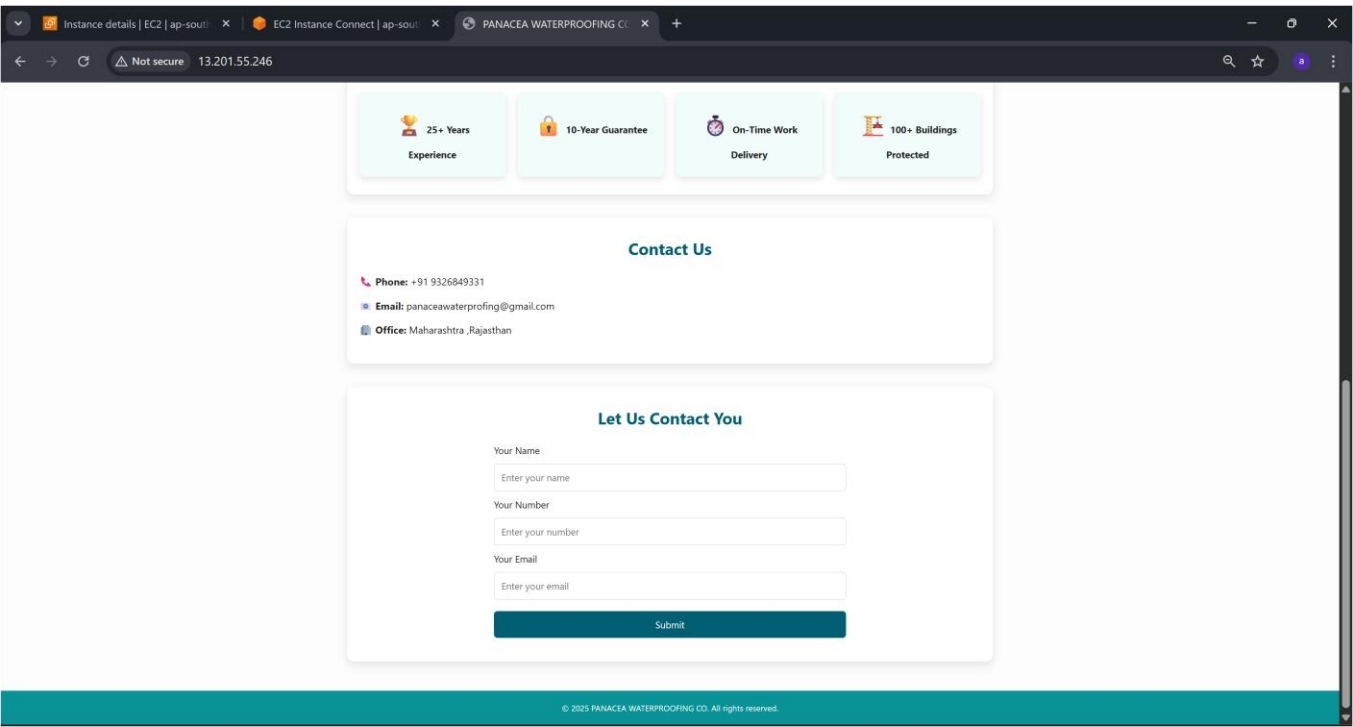 Instance details | EC2 | ap-south
EC2 Instance Connect | ap-sout
PANACEA WATERPROOFING CO
Not secure 13.201.55.246
a
25+ Years
Experience
10-Year Guarantee
On-Time Work
Delivery
100+ Buildings
Protected
Contact Us
Phone: +91 9326849331
Email: panaceawaterprofing@gmail.com
Office: Maharashtra ,Rajasthan
Let Us Contact You
Your Name
Enter your name
Your Number
Enter your number
Your Email
Enter your email
Submit
© 2025 PANACEA WATERPROOFING CO. All rights reserved.